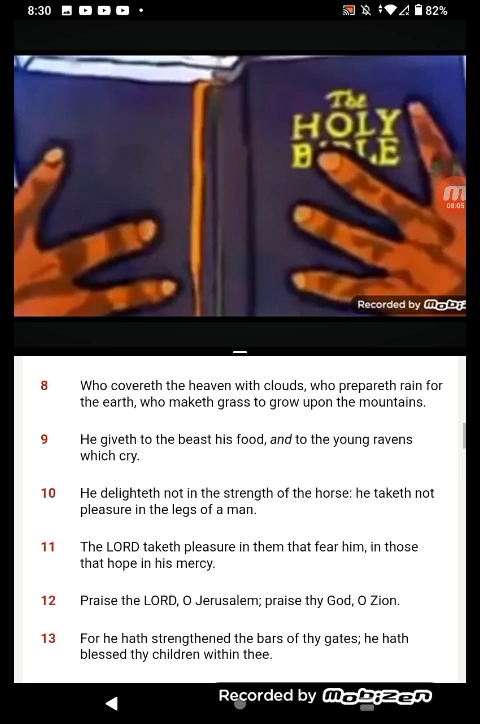 8:30 82%
The
HOLY
BIBLE
08:05
Recorded by
8 Who covereth the heaven with clouds, who prepareth rain for
the earth, who maketh grass to grow upon the mountains.
9 He giveth to the beast his food, and to the young ravens
which cry.
10 He delighteth not in the strength of the horse: he taketh not
pleasure in the legs of a man.
11 The LORD taketh pleasure in them that fear him, in those
that hope in his mercy.
12 Praise the LORD, O Jerusalem; praise thy God, O Zion.
13 For he hath strengthened the bars of thy gates; he hath
blessed thy children within thee.
Recorded by Mobizen